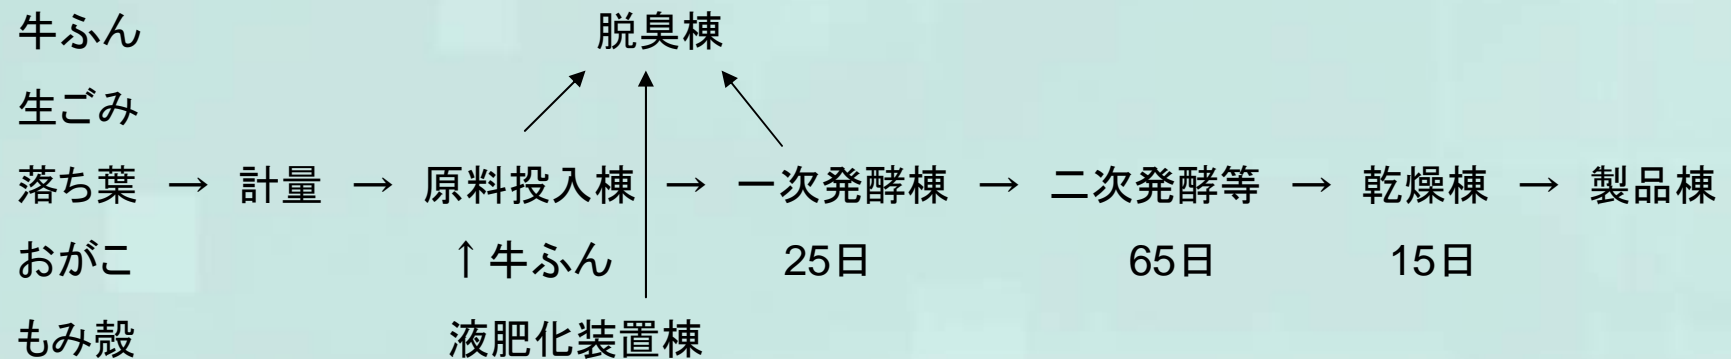 牛ふん 脱臭棟
生ごみ
落ち葉 → 計量 → 原料投入棟 → 一次発酵棟 → 二次発酵等 → 乾燥棟 → 製品棟
おがこ ↑牛ふん 25日 65日 15日
もみ殻 液肥化装置棟